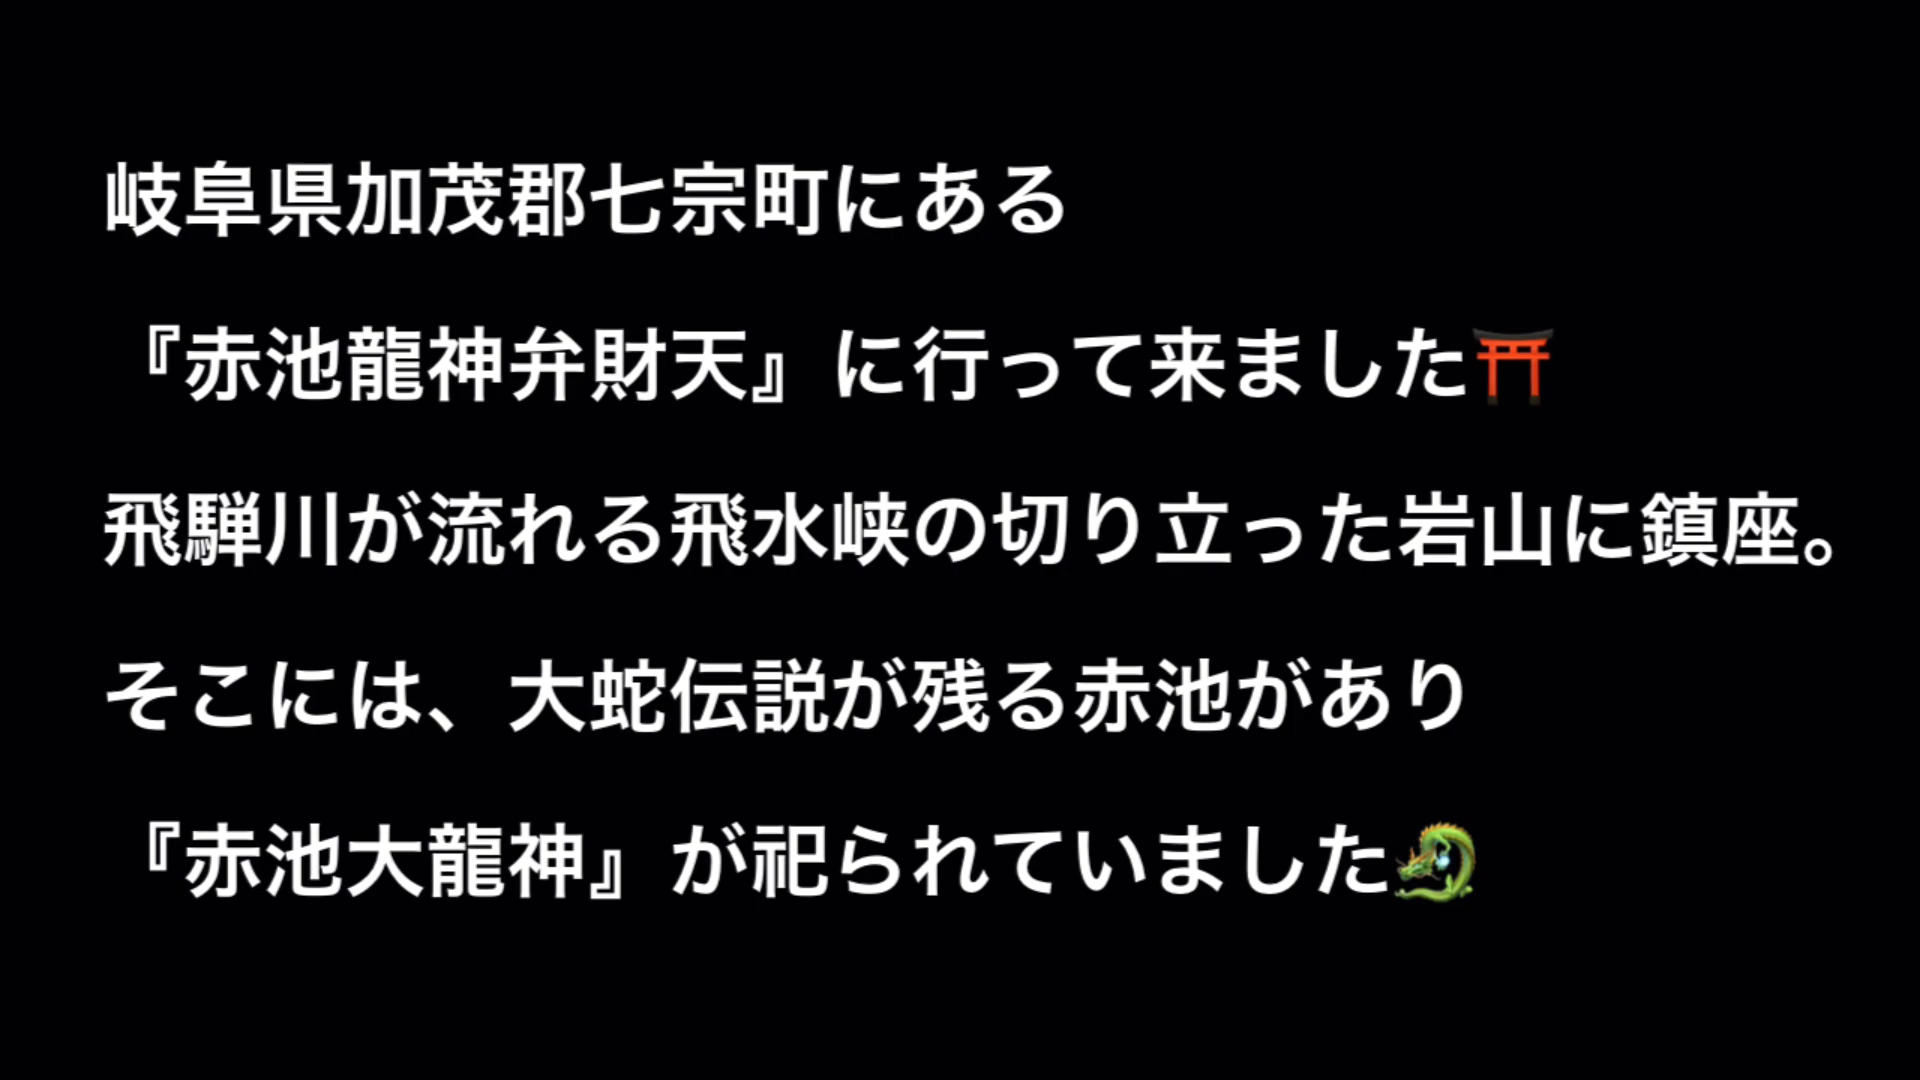 岐阜県加茂郡七宗町にある
『赤池龍神弁財天』に行って来ました⛩️
飛騨川が流れる飛水峡の切り立った岩山に鎮座。
そこには、大蛇伝説が残る赤池があり
『赤池大龍神』が祀られていました🐉